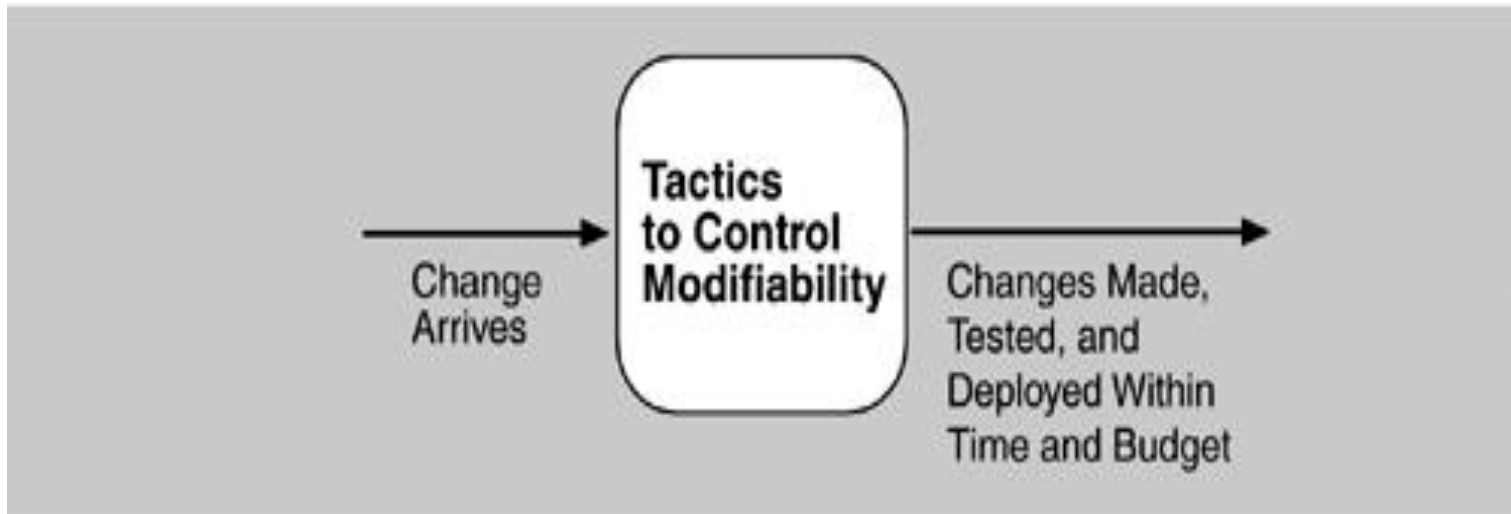 Change
Arrives
Tactics
to Control
Modifiability
Changes Made,
Tested, and
Deployed Within
Time and Budget